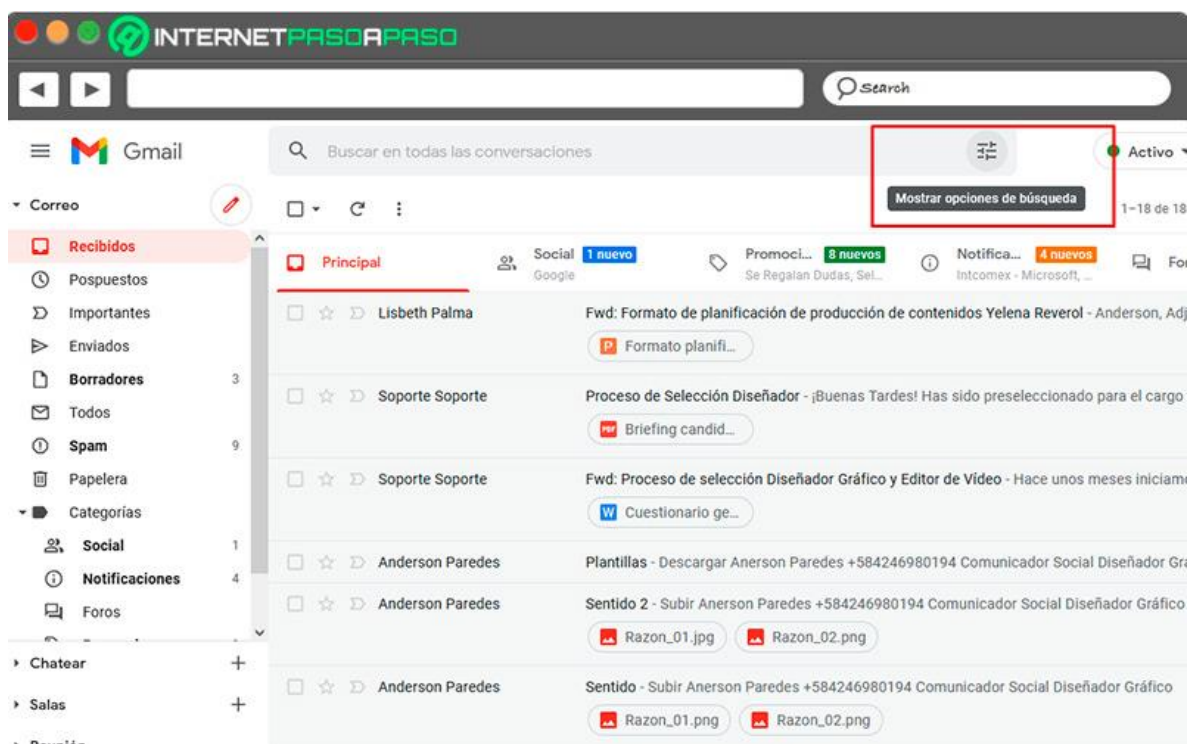 INTERNETPASOAPASO
Search
Gmail
Buscar en todas las conversaciones
Activo
Mostrar opciones de búsqueda
Correo
1–18 de 18
Recibidos
Principal
Social 1 nuevo
Google
Promoci... 8 nuevos
Se Regalan Dudas, Sel...
Notifica... 4 nuevos
Intcomex - Microsoft, ...
Pospuestos
Importantes
Lisbeth Palma
Fwd: Formato de planificación de producción de contenidos Yelena Reverol - Anderson, Adj
Formato planifi...
Enviados
Borradores 3
Soporte Soporte
Proceso de Selección Diseñador - ¡Buenas Tardes! Has sido preseleccionado para el cargo
PDF Briefing candid...
Todos
Spam 9
Papelera
Soporte Soporte
Fwd: Proceso de selección Diseñador Gráfico y Editor de Vídeo - Hace unos meses iniciam
W Cuestionario ge...
Categorías
Social 1
Notificaciones 4
Foros
Anderson Paredes
Plantillas - Descargar Anerson Paredes +584246980194 Comunicador Social Diseñador Gra
Anderson Paredes
Sentido 2 - Subir Anerson Paredes +584246980194 Comunicador Social Diseñador Gráfico
Razon_01.jpg
Razon_02.png
Chatear
Salas
Anderson Paredes
Sentido - Subir Anerson Paredes +584246980194 Comunicador Social Diseñador Gráfico
Razon_01.png
Razon_02.png